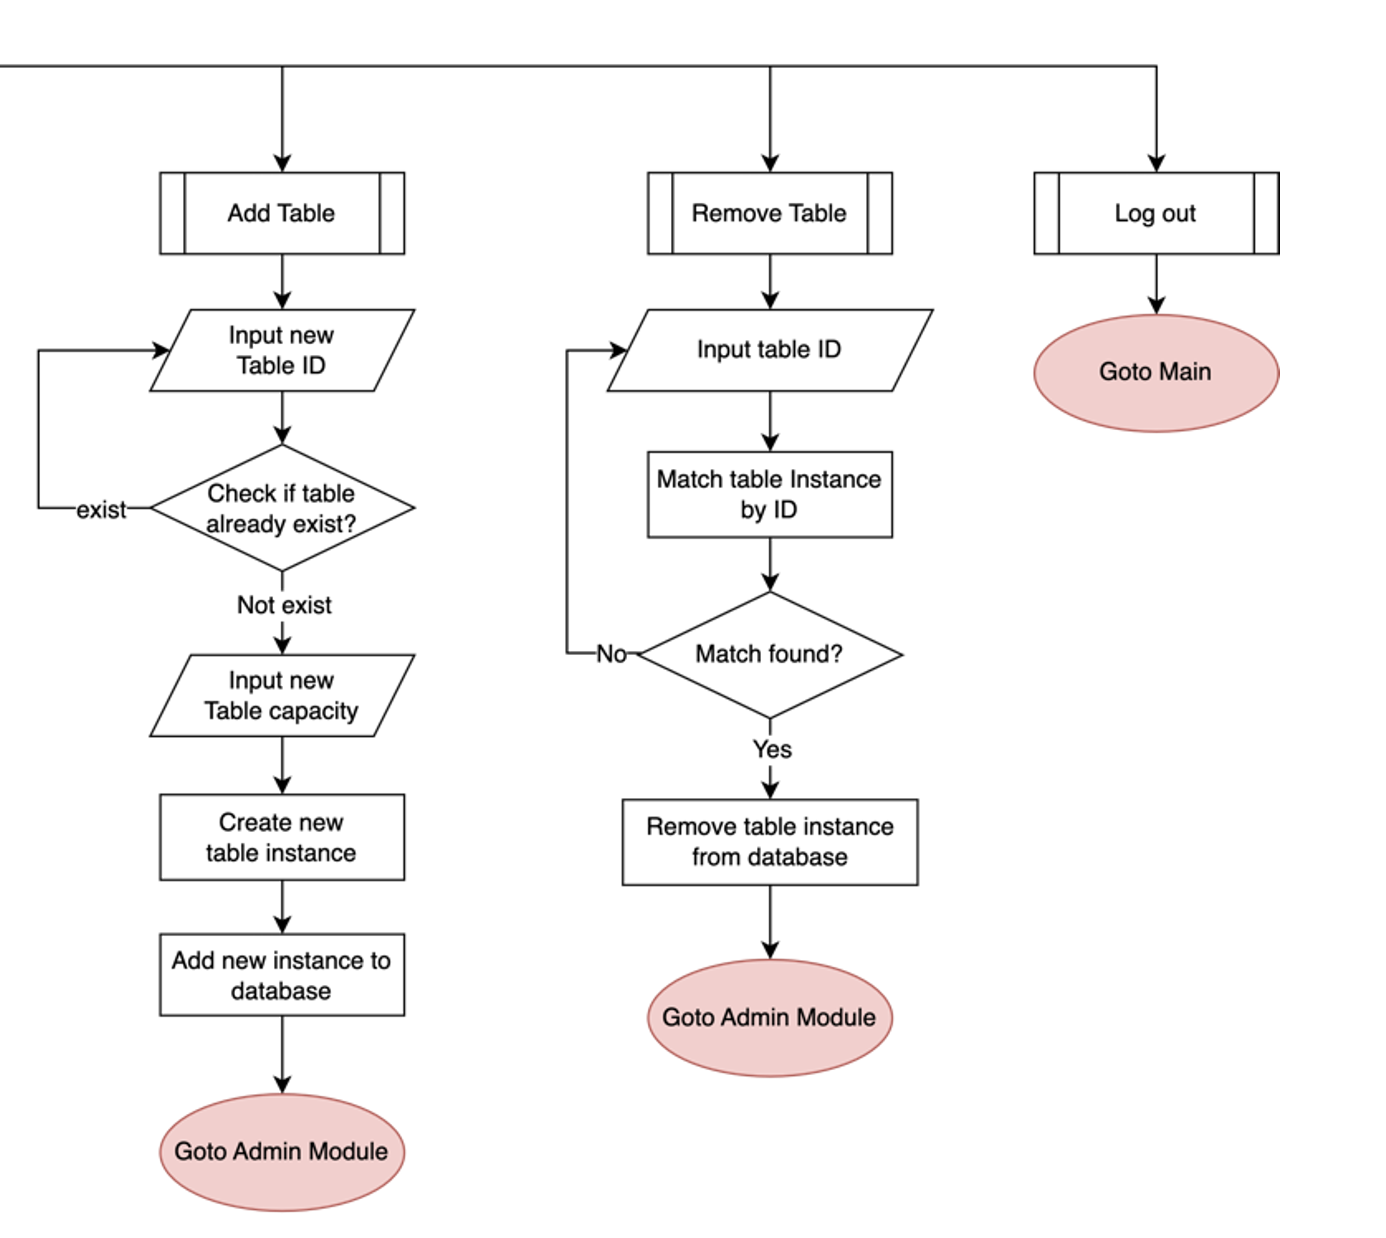 Add Table
Input new
Table ID
Check if table
already exist?
exist
Not exist
Input new
Table capacity
Create new
table instance
Add new instance to
database
Goto Admin Module
Remove Table
Input table ID
Match table Instance
by ID
Match found?
No
Yes
Remove table instance
from database
Goto Admin Module
Log out
Goto Main